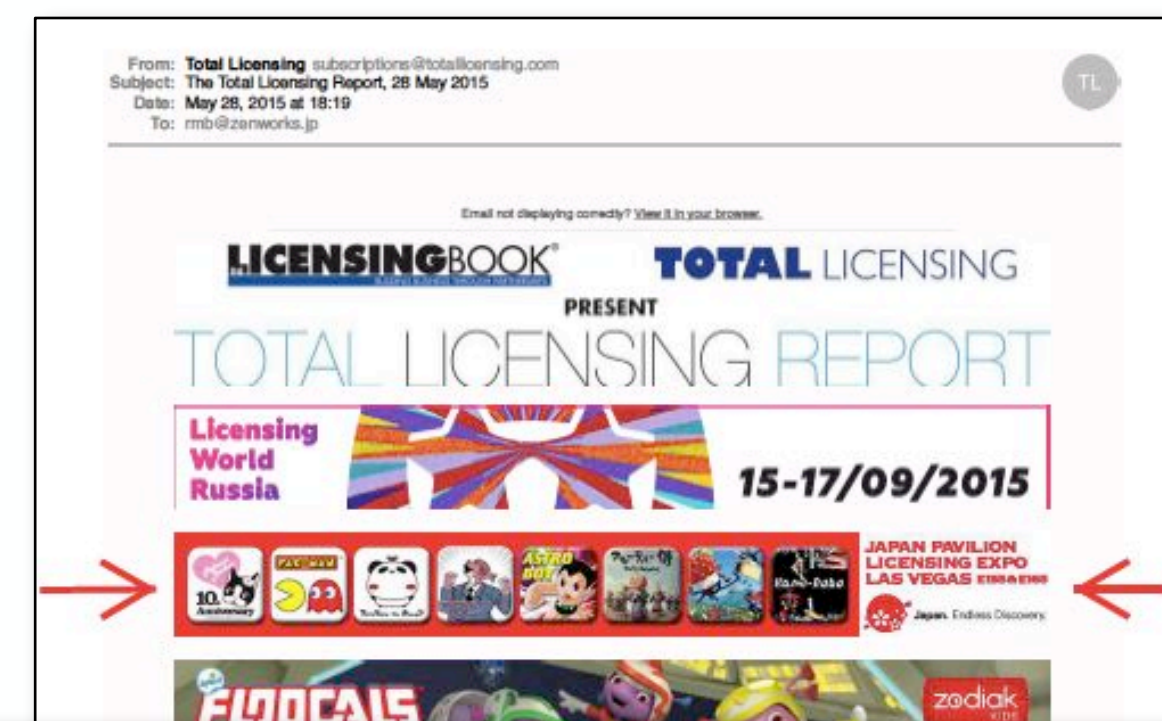 From: Total Licensing subscriptions@totallicensing.com
Subject: The Total Licensing Report, 28 May 2015
Date: May 28, 2015 at 18:19
To: rmb@zenworks.jp
TL
Email not displaying correctly? View it in your browser.
LICENSINGBOOK®
TOTAL LICENSING
PRESENT
TOTAL LICENSING REPORT
Licensing
World
Russia
15-17/09/2015
10th
Anniversary
PAC-MAN
ASTRO
BOY
JAPAN PAVILION
LICENSING EXPO
LAS VEGAS E155 & E165
Japan. Endless Discovery.
zodiak
KIDS